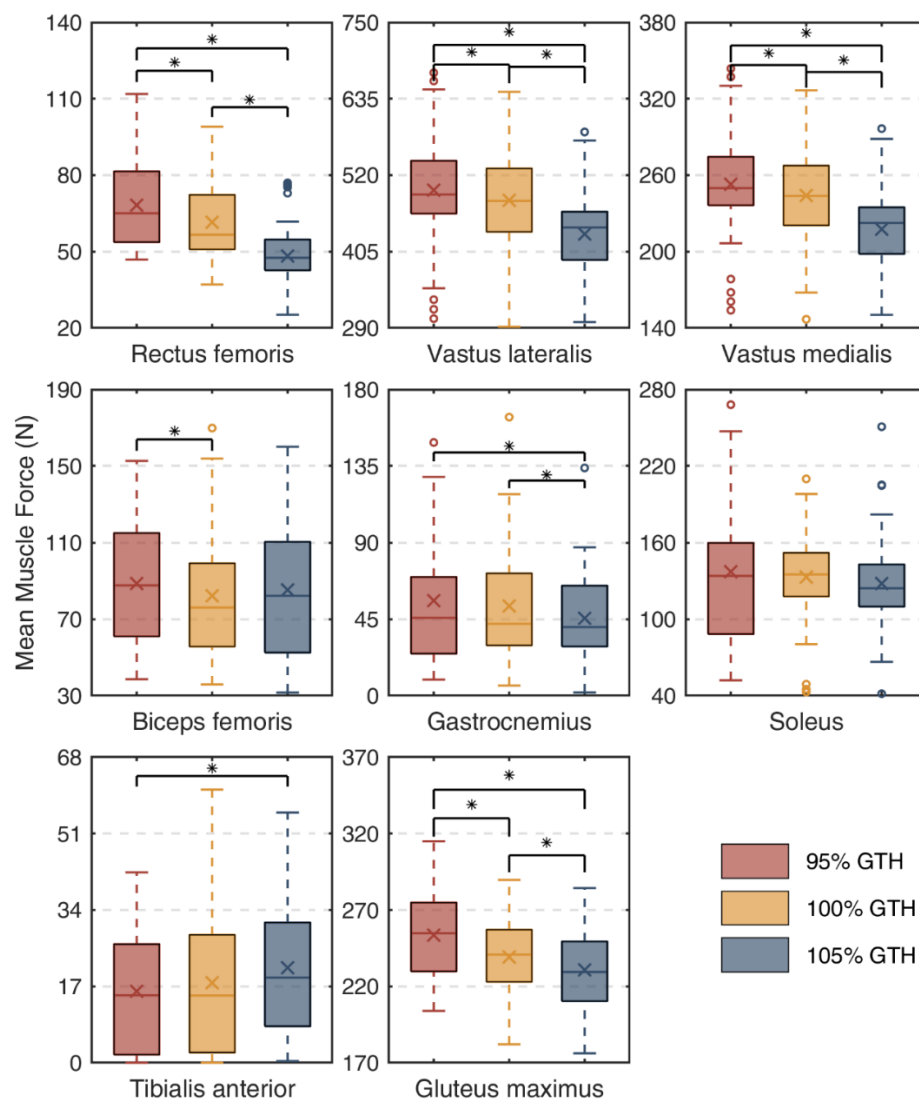 140
110
80
50
20
Rectus femoris
* * *
750
635
520
405
290
Vastus lateralis
* * *
380
320
260
200
140
Vastus medialis
* * *
Mean Muscle Force (N)
190
150
110
70
30
Biceps femoris
*
180
135
90
45
0
Gastrocnemius
* *
280
220
160
100
40
Soleus
68
51
34
17
0
Tibialis anterior
*
370
320
270
220
170
Gluteus maximus
* * *
95% GTH
100% GTH
105% GTH